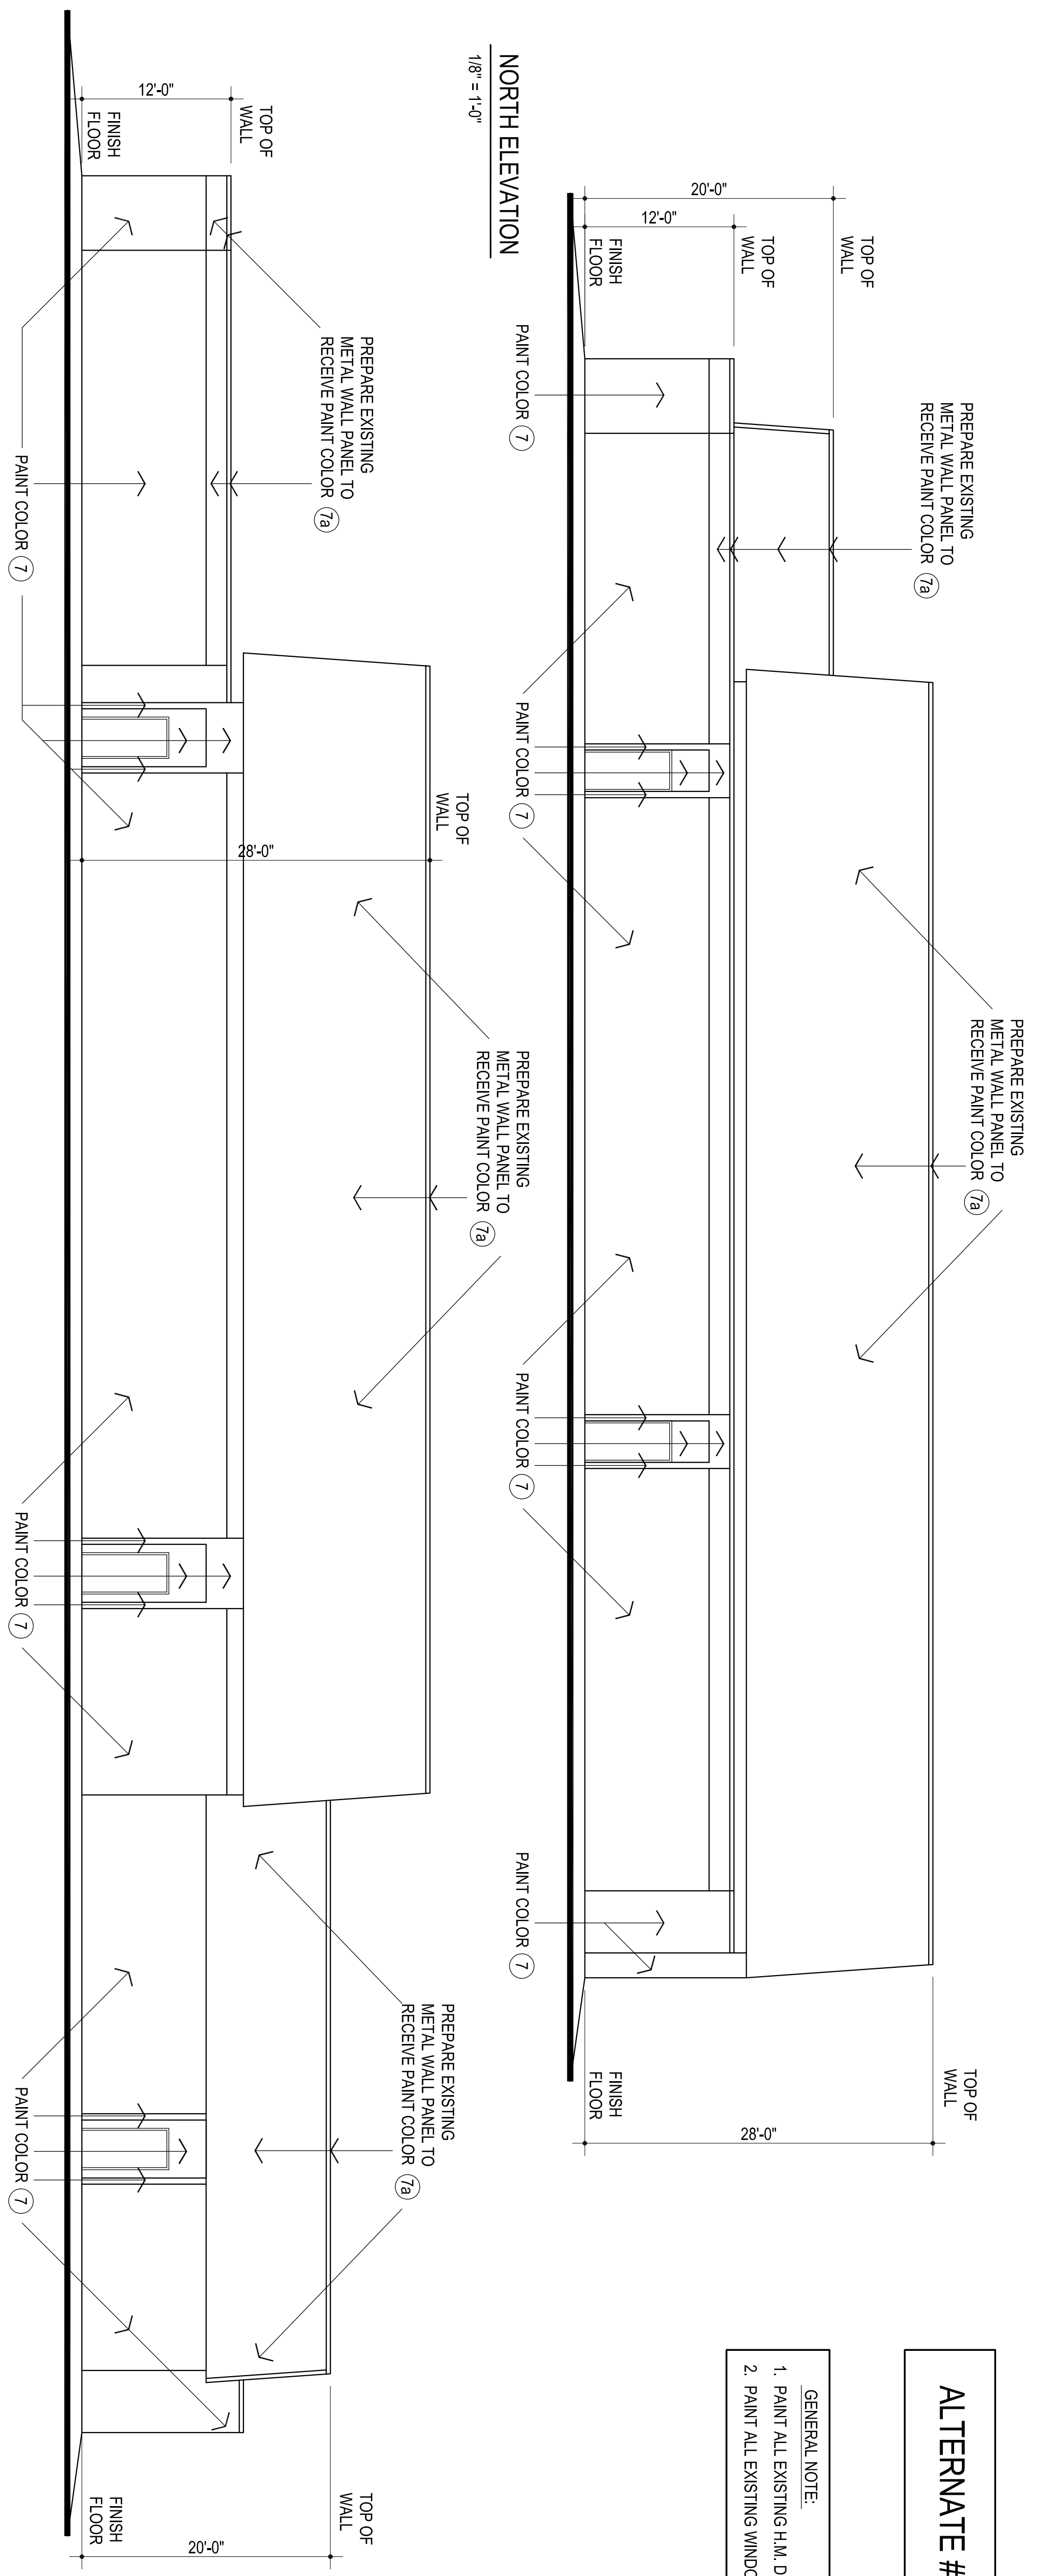 PREPARE EXISTING
METAL WALL PANEL TO
RECEIVE PAINT COLOR 7a
PREPARE EXISTING
METAL WALL PANEL TO
RECEIVE PAINT COLOR 7a
ALTERNATE #
TOP OF
WALL
TOP OF
WALL
TOP OF
WALL
20'-0"
12'-0"
28'-0"
FINISH
FLOOR
FINISH
FLOOR
GENERAL NOTE:
1. PAINT ALL EXISTING H.M. D
2. PAINT ALL EXISTING WINDO
PAINT COLOR 7
PAINT COLOR 7
PAINT COLOR 7
PAINT COLOR 7
NORTH ELEVATION
1/8" = 1'-0"
PREPARE EXISTING
METAL WALL PANEL TO
RECEIVE PAINT COLOR 7a
PREPARE EXISTING
METAL WALL PANEL TO
RECEIVE PAINT COLOR 7a
PREPARE EXISTING
METAL WALL PANEL TO
RECEIVE PAINT COLOR 7a
TOP OF
WALL
TOP OF
WALL
TOP OF
WALL
12'-0"
28'-0"
20'-0"
FINISH
FLOOR
FINISH
FLOOR
PAINT COLOR 7
PAINT COLOR 7
PAINT COLOR 7